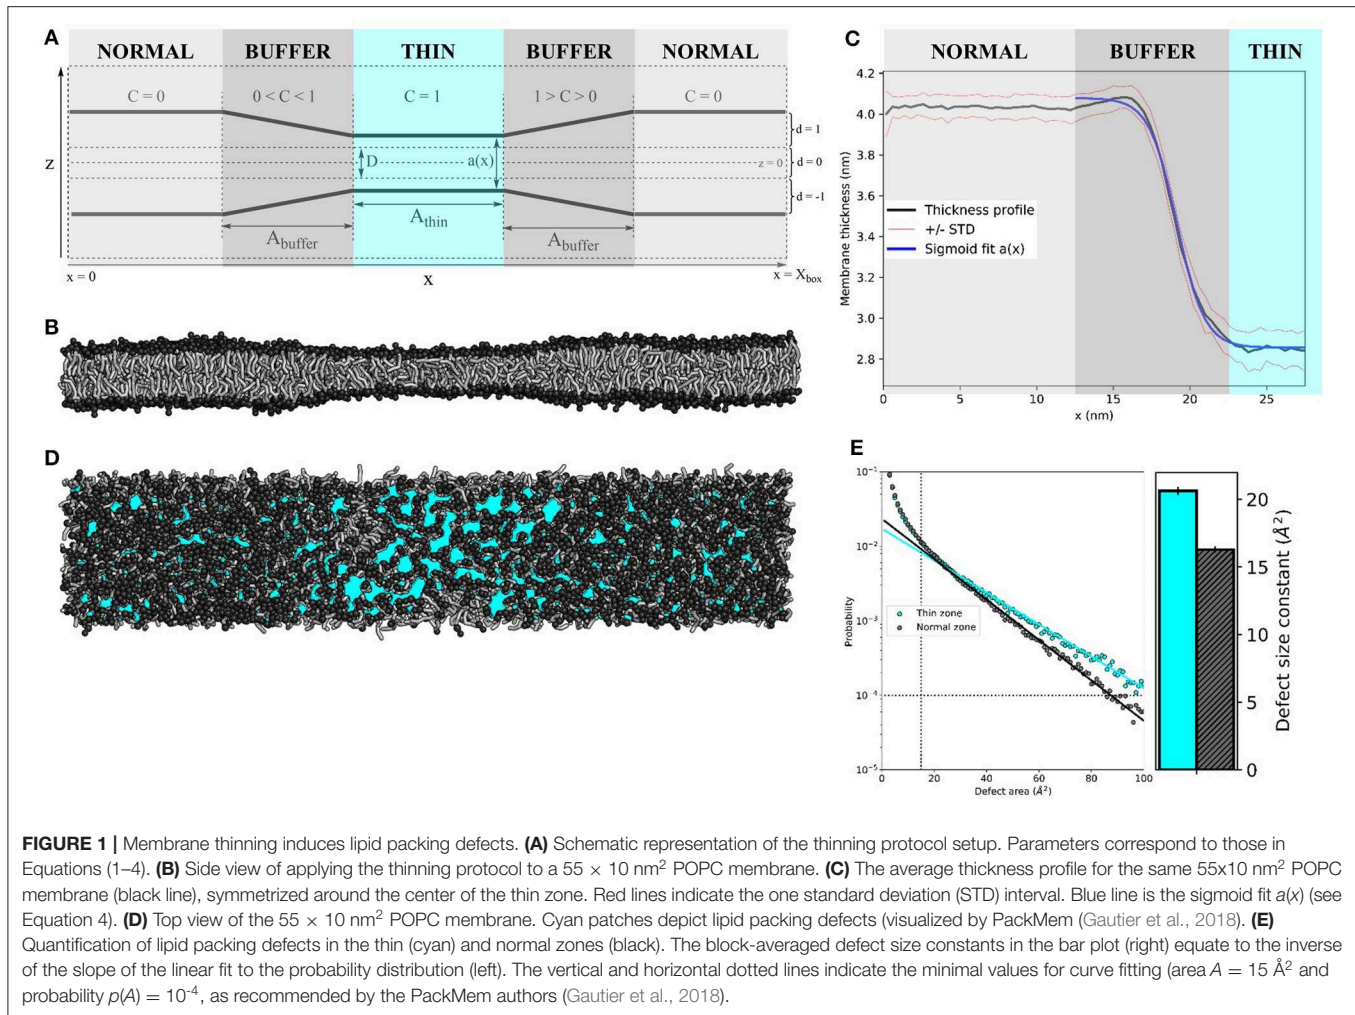 A
NORMAL BUFFER THIN BUFFER NORMAL
C = 0 0 < C < 1 C = 1 1 > C > 0 C = 0
d = 1
z D a(x) z = 0 d=0
d = -1
A_thin
A_buffer A_buffer
x = 0 x x = X_box
B
C
NORMAL BUFFER THIN
Membrane thickness (nm)
4.2
4.0
3.8
3.6
3.4
3.2
3.0
2.8
Thickness profile
+/- STD
Sigmoid fit a(x)
0 5 10 15 20 25
x (nm)
D
E
Probability
10⁻¹
10⁻²
10⁻³
10⁻⁴
10⁻⁵
Thin zone
Normal zone
0 20 40 60 80 100
Defect area (Å²)
20
15
10
5
0
Defect size constant (Å²)
FIGURE 1 | Membrane thinning induces lipid packing defects. (A) Schematic representation of the thinning protocol setup. Parameters correspond to those in
Equations (1–4). (B) Side view of applying the thinning protocol to a 55 × 10 nm² POPC membrane. (C) The average thickness profile for the same 55x10 nm² POPC
membrane (black line), symmetrized around the center of the thin zone. Red lines indicate the one standard deviation (STD) interval. Blue line is the sigmoid fit a(x) (see
Equation 4). (D) Top view of the 55 × 10 nm² POPC membrane. Cyan patches depict lipid packing defects (visualized by PackMem (Gautier et al., 2018). (E)
Quantification of lipid packing defects in the thin (cyan) and normal zones (black). The block-averaged defect size constants in the bar plot (right) equate to the inverse
of the slope of the linear fit to the probability distribution (left). The vertical and horizontal dotted lines indicate the minimal values for curve fitting (area A = 15 Å² and
probability p(A) = 10⁻⁴, as recommended by the PackMem authors (Gautier et al., 2018).